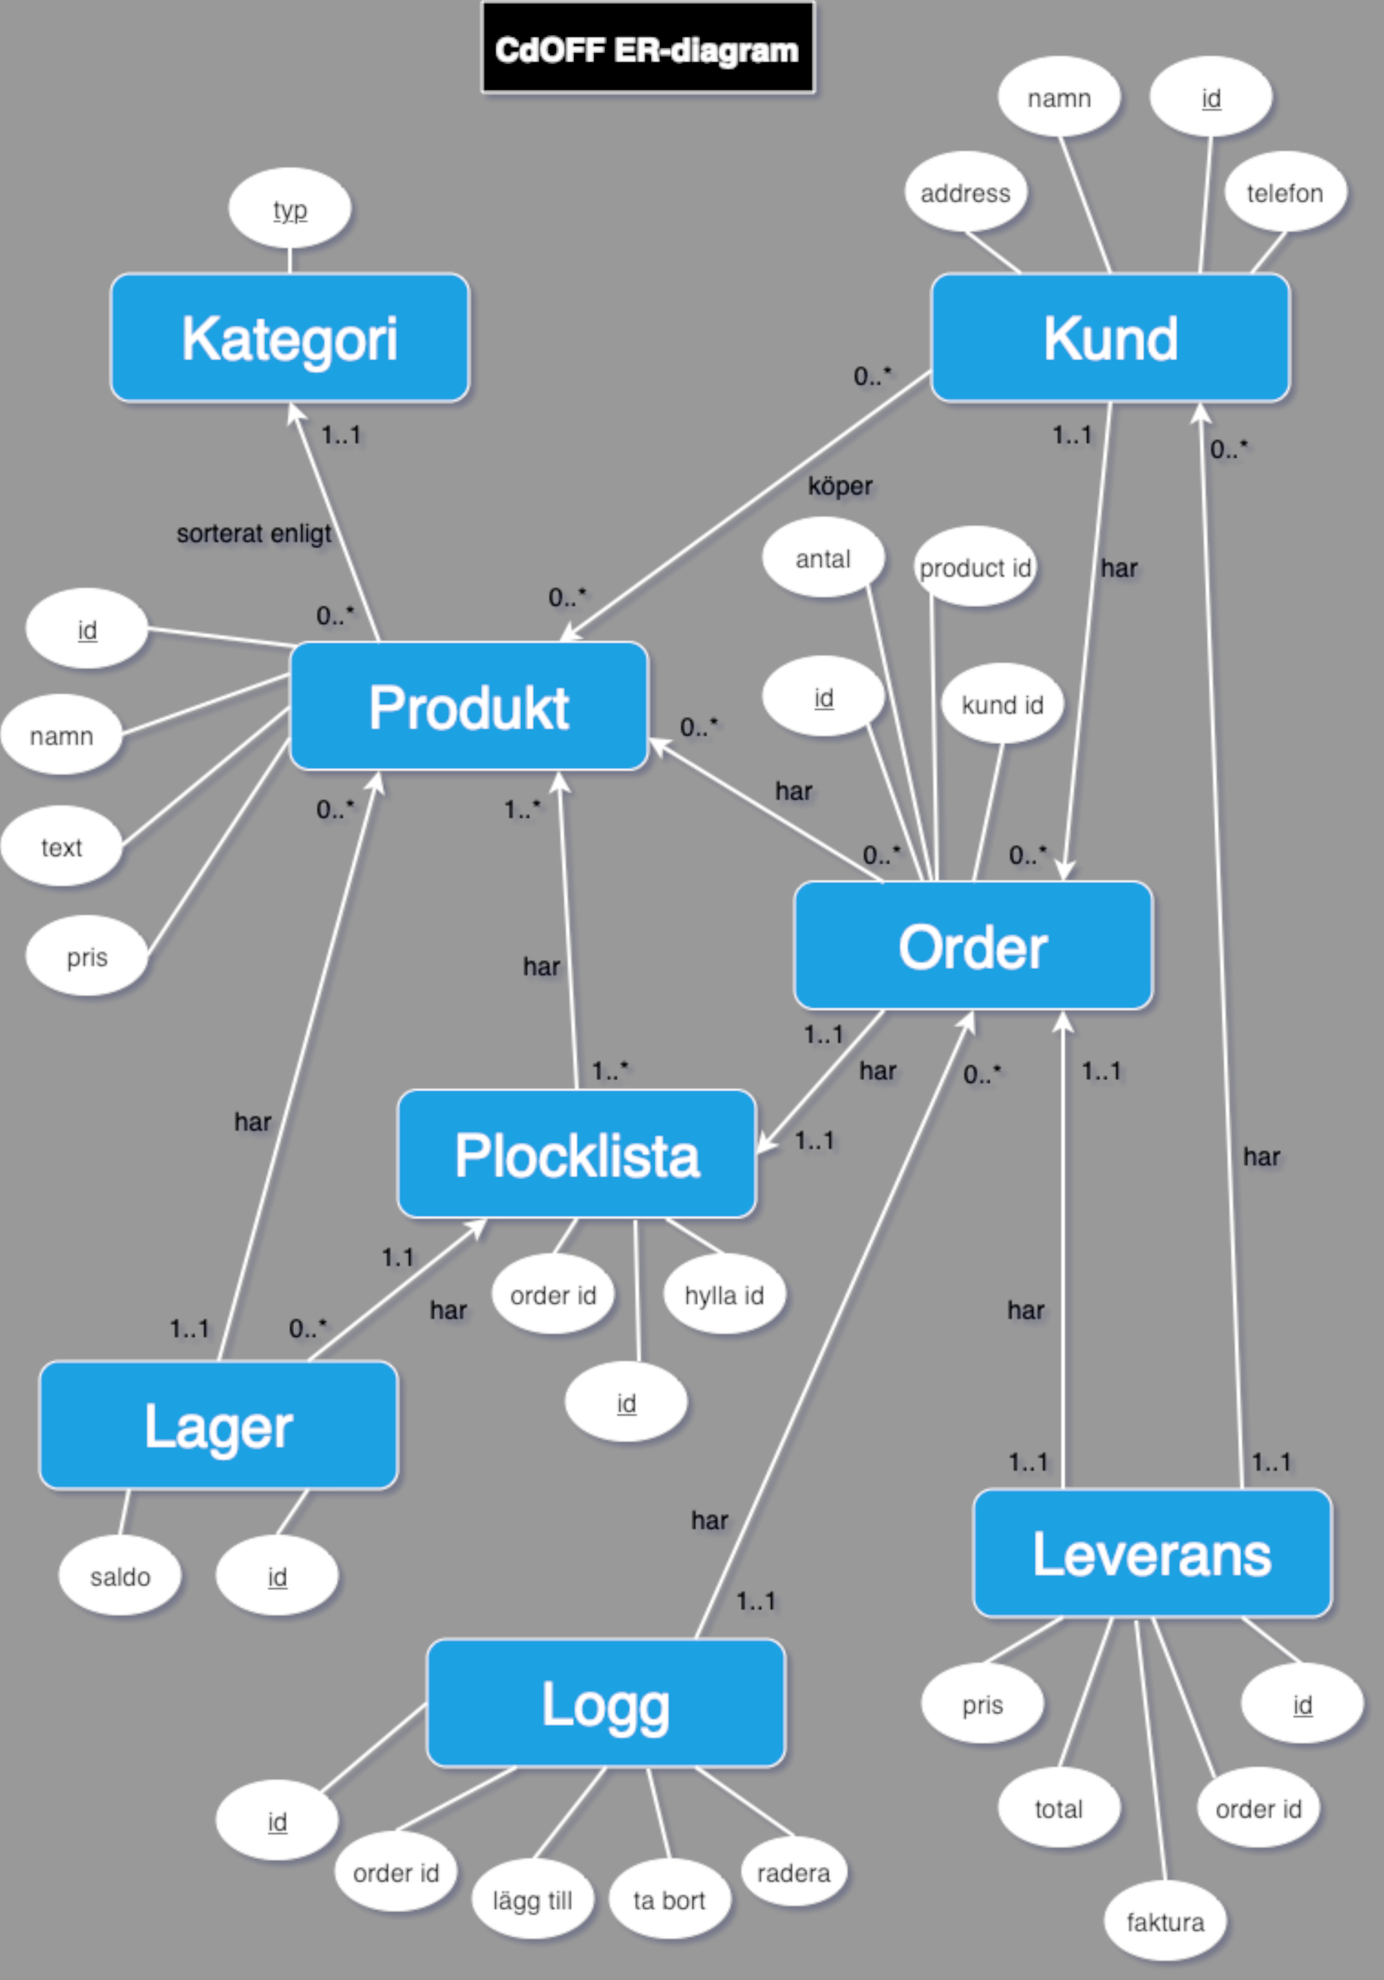 CdOFF ER-diagram
namn
id
address
telefon
typ
Kategori
Kund
0..*
1..1
1..1
0..*
köper
sorterat enligt
antal
product id
har
0..*
0..*
id
id
kund id
namn
Produkt
0..*
har
text
0..*
1..*
0..*
0..*
pris
Order
har
1..1
har
0..*
1..1
1..*
har
1..1
Plocklista
har
1.1
order id
hylla id
har
har
1..1
0..*
id
Lager
1..1
1..1
har
saldo
id
Leverans
1..1
Logg
pris
id
id
total
order id
order id
lägg till
ta bort
radera
faktura